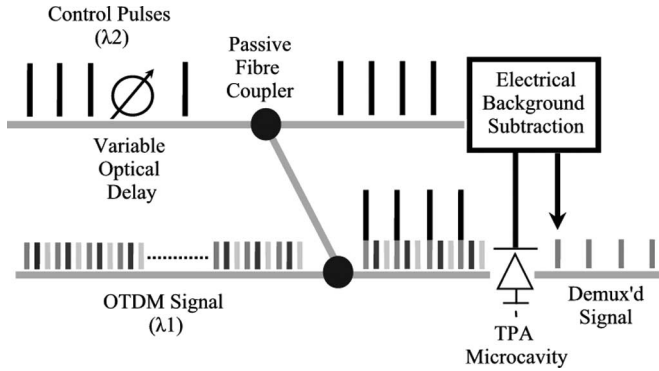 Control Pulses
(λ2)
Passive
Fibre
Coupler
Electrical
Background
Subtraction
Variable
Optical
Delay
OTDM Signal
(λ1)
TPA
Microcavity
Demux'd
Signal